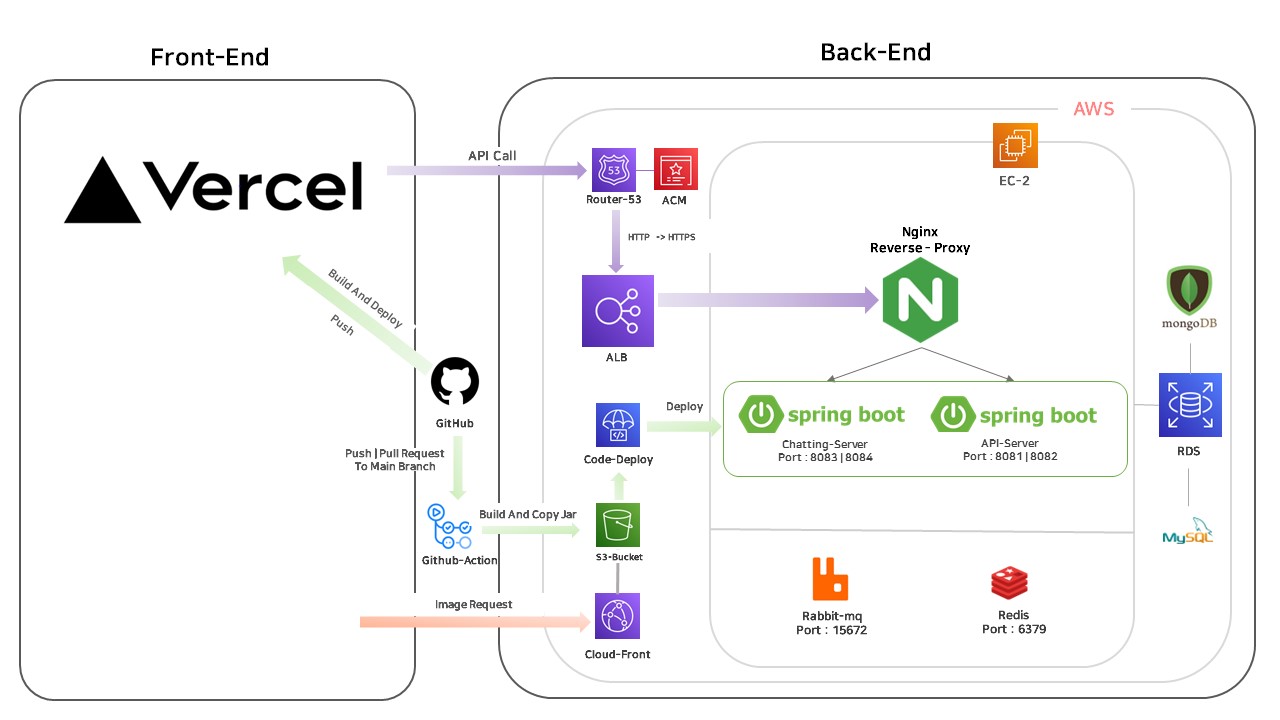 Front-End
Back-End
AWS
Vercel
API Call
53
Router-53
ACM
EC-2
HTTP -> HTTPS
Nginx
Reverse - Proxy
N
ALB
mongoDB
Build And Deploy
Push
GitHub
Push | Pull Request
To Main Branch
Github-Action
Build And Copy Jar
Code-Deploy
Deploy
S3-Bucket
spring boot
Chatting-Server
Port : 8083 | 8084
spring boot
API-Server
Port : 8081 | 8082
RDS
MySQL
Image Request
Cloud-Front
Rabbit-mq
Port : 15672
Redis
Port : 6379